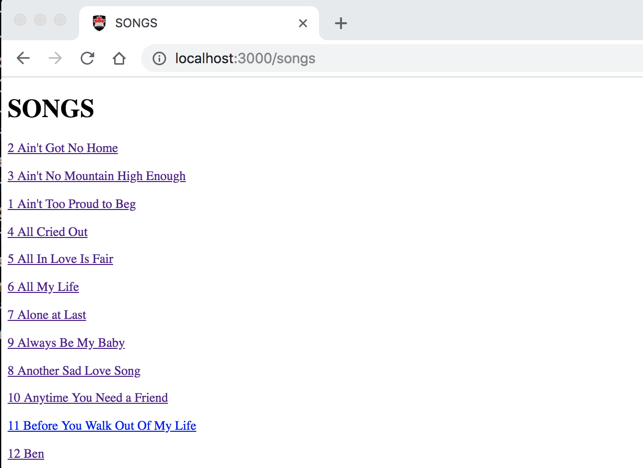 SONGS
localhost:3000/songs
SONGS
2 Ain't Got No Home
3 Ain't No Mountain High Enough
1 Ain't Too Proud to Beg
4 All Cried Out
5 All In Love Is Fair
6 All My Life
7 Alone at Last
9 Always Be My Baby
8 Another Sad Love Song
10 Anytime You Need a Friend
11 Before You Walk Out Of My Life
12 Ben